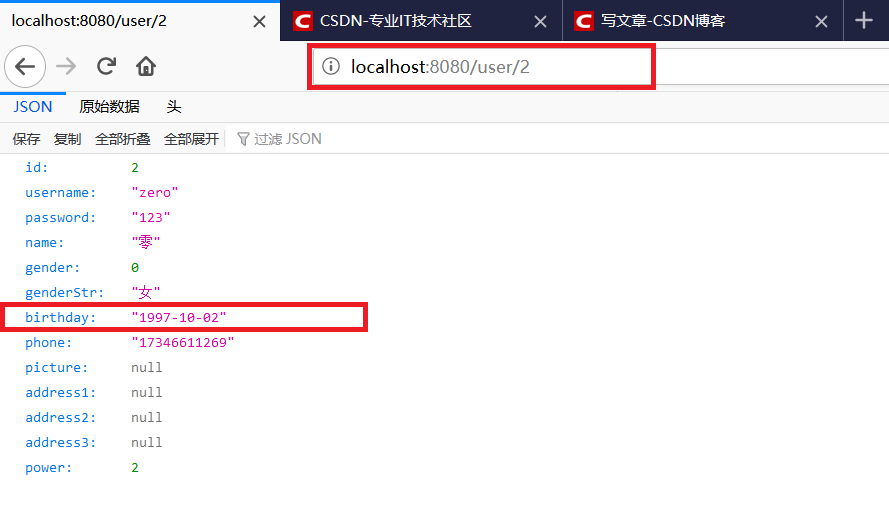 localhost:8080/user/2
CSDN-专业IT技术社区
写文章-CSDN博客
localhost:8080/user/2
JSON 原始数据 头
保存 复制 全部折叠 全部展开 过滤 JSON
id: 2
username: "zero"
password: "123"
name: "零"
gender: 0
genderStr: "女"
birthday: "1997-10-02"
phone: "17346611269"
picture: null
address1: null
address2: null
address3: null
power: 2